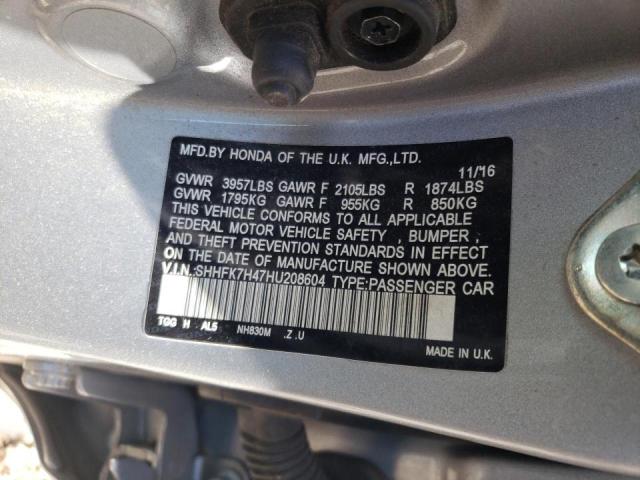 MFD.BY HONDA OF THE U.K. MFG.,LTD.
11/16
GVWR 3957LBS GAWR F 2105LBS R 1874LBS
GVWR 1795KG GAWR F 955KG R 850KG
THIS VEHICLE CONFORMS TO ALL APPLICABLE
FEDERAL MOTOR VEHICLE SAFETY , BUMPER ,
AND THEFT PREVENTION STANDARDS IN EFFECT
ON THE DATE OF MANUFACTURE SHOWN ABOVE.
V.I.N.:SHHFK7H47HU208604 TYPE:PASSENGER CAR
TGG N AL5 NH830M .Z .U
MADE IN U.K.